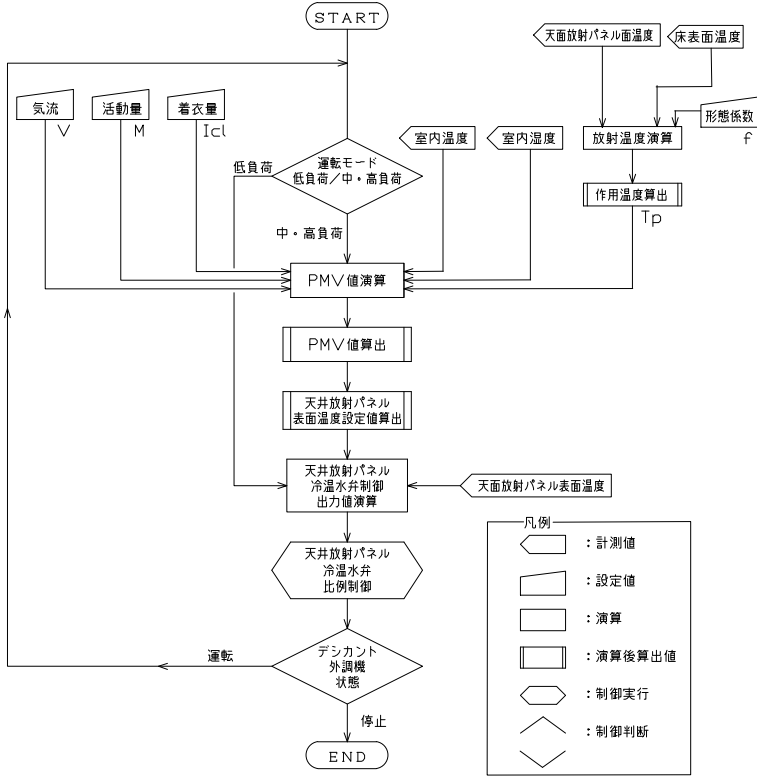 START
天面放射パネル面温度
床表面温度
気流
V
活動量
M
着衣量
Icl
形態係数
f
放射温度演算
室内温度
室内湿度
低負荷
運転モード
低負荷／中・高負荷
作用温度算出
Tp
中・高負荷
PMV値演算
PMV値算出
天井放射パネル
表面温度設定値算出
天井放射パネル
冷温水弁制御
出力値演算
天面放射パネル表面温度
天井放射パネル
冷温水弁
比例制御
運転
デシカント
外調機
状態
停止
END
凡例
：計測値
：設定値
：演算
：演算後算出値
：制御実行
：制御判断